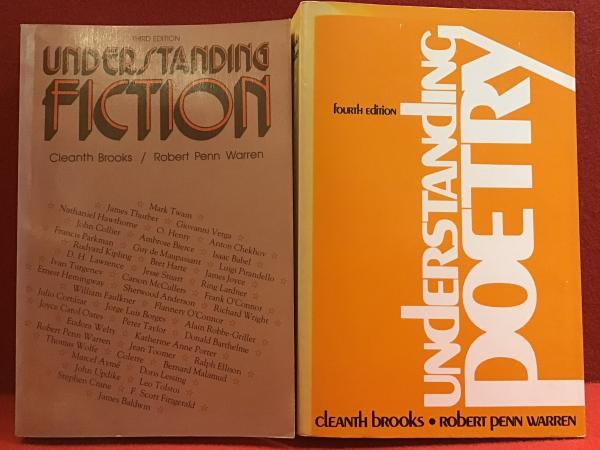 THIRD EDITION
UNDERSTANDING
FICTION
Cleanth Brooks / Robert Penn Warren
Mark Twain
James Thurber ☆ Giovanni Verga
Nathaniel Hawthorne ☆ O. Henry ☆ Anton Chekhov
John Collier ☆ Ambrose Bierce ☆ Isaac Babel
Francis Parkman ☆ Guy de Maupassant ☆ Luigi Pirandello
Rudyard Kipling ☆ Bret Harte ☆ James Joyce
D. H. Lawrence ☆ Jesse Stuart ☆ Ring Lardner
Ivan Turgenev ☆ Carson McCullers ☆ Frank O'Connor
Ernest Hemingway ☆ Sherwood Anderson ☆ Richard Wright
William Faulkner ☆ Flannery O'Connor
Julio Cortázar ☆ Jorge Luis Borges ☆ Alain Robbe-Grillet
Joyce Carol Oates ☆ Peter Taylor ☆ Donald Barthelme
Eudora Welty ☆ Katherine Anne Porter
Robert Penn Warren ☆ Jean Toomer ☆ Ralph Ellison
Thomas Wolfe ☆ Colette ☆ Bernard Malamud
Marcel Aymé ☆ Doris Lessing
John Updike ☆ Leo Tolstoi
Stephen Crane ☆ F. Scott Fitzgerald
James Baldwin
fourth edition
UNDERSTANDING
POETRY
cleanth brooks • robert penn warren